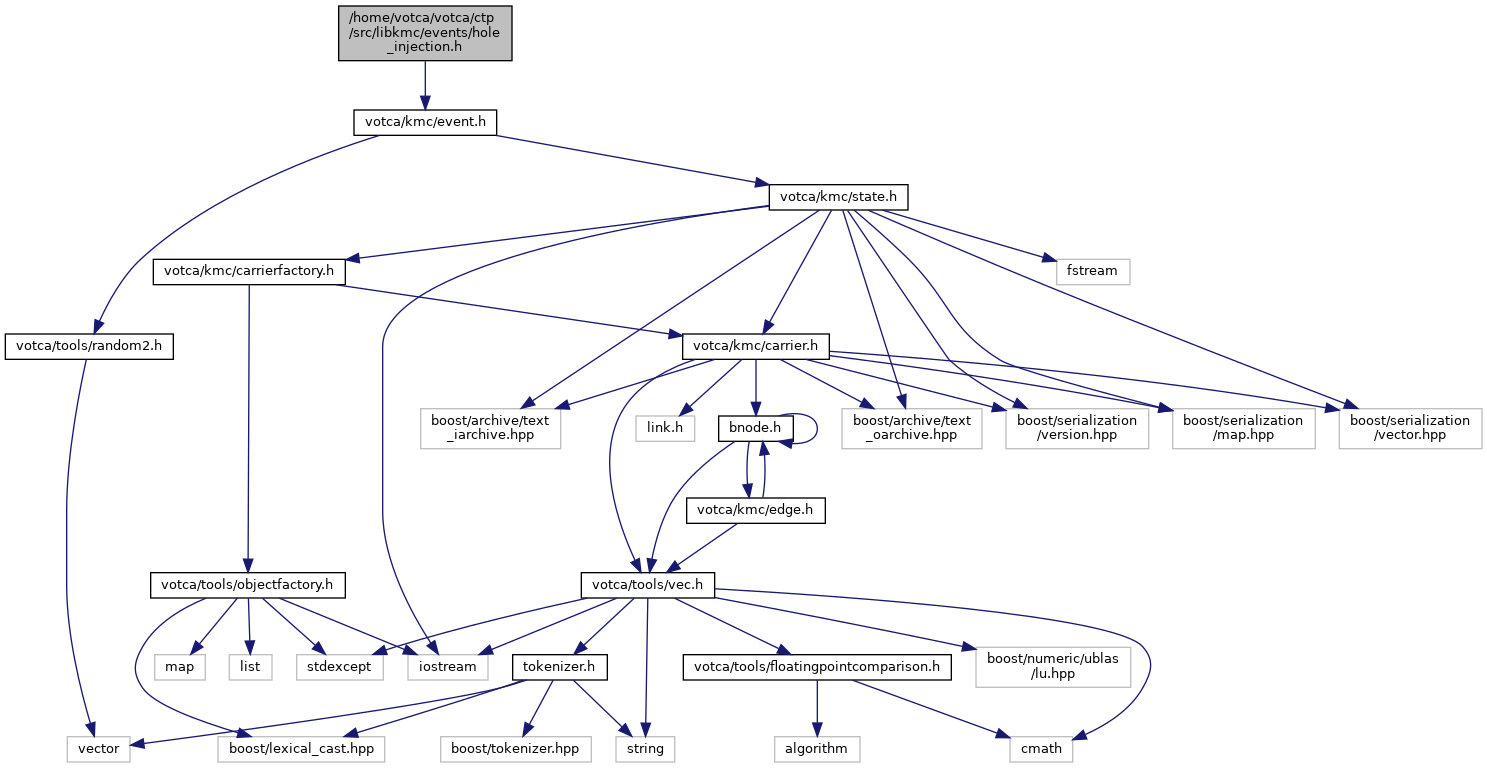 /home/votca/votca/ctp
/src/libkmc/events/hole
_injection.h
votca/kmc/event.h
votca/kmc/state.h
votca/kmc/carrierfactory.h
fstream
votca/tools/random2.h
votca/kmc/carrier.h
boost/archive/text
_iarchive.hpp
link.h
bnode.h
boost/archive/text
_oarchive.hpp
boost/serialization
/version.hpp
boost/serialization
/map.hpp
boost/serialization
/vector.hpp
votca/kmc/edge.h
votca/tools/objectfactory.h
votca/tools/vec.h
map
list
stdexcept
iostream
tokenizer.h
votca/tools/floatingpointcomparison.h
boost/numeric/ublas
/lu.hpp
vector
boost/lexical_cast.hpp
boost/tokenizer.hpp
string
algorithm
cmath